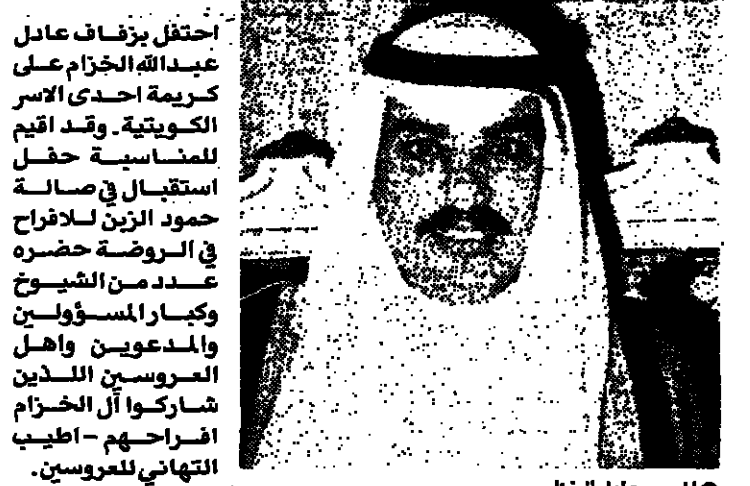 احتفل بزفاف عادل
عبدالله الخزام على
كريمة احدى الاسر
الكويتية. وقد اقيم
للمناسبة حفل
استقبال في صالة
حمود الزبن للافراح
في الروضة حضره
عدد من الشيوخ
وكبار المسؤولين
والمدعوين واهل
العروسين اللذين
شاركوا آل الخزام
افراحهم - اطيب
التهاني للعروسين.